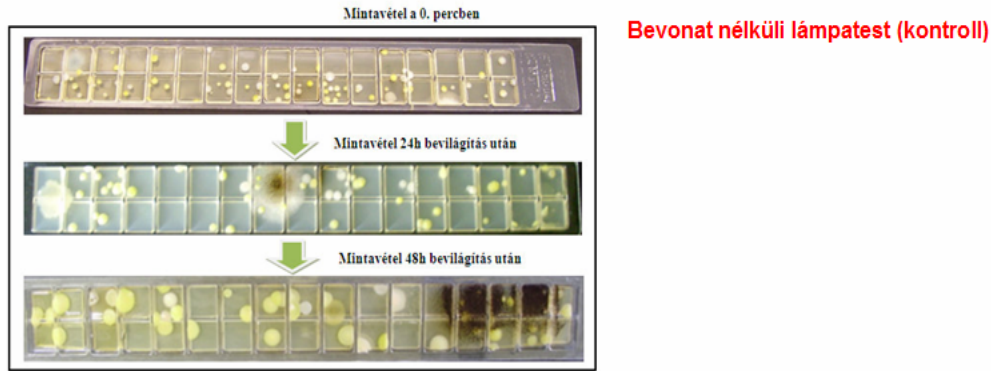 Mintavétel a 0. percben
Bevonat nélküli lámpatest (kontroll)
Mintavétel 24h bevilágítás után
Mintavétel 48h bevilágítás után